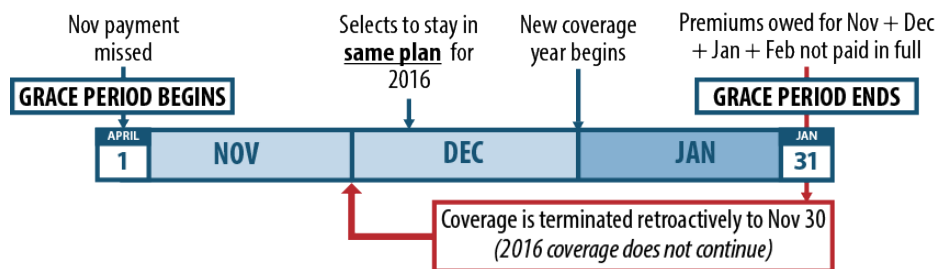 Nov payment
missed
Selects to stay in
same plan for
2016
New coverage
year begins
Premiums owed for Nov + Dec
+ Jan + Feb not paid in full
GRACE PERIOD BEGINS
GRACE PERIOD ENDS
APRIL
1
NOV
DEC
JAN
JAN
31
Coverage is terminated retroactively to Nov 30
(2016 coverage does not continue)